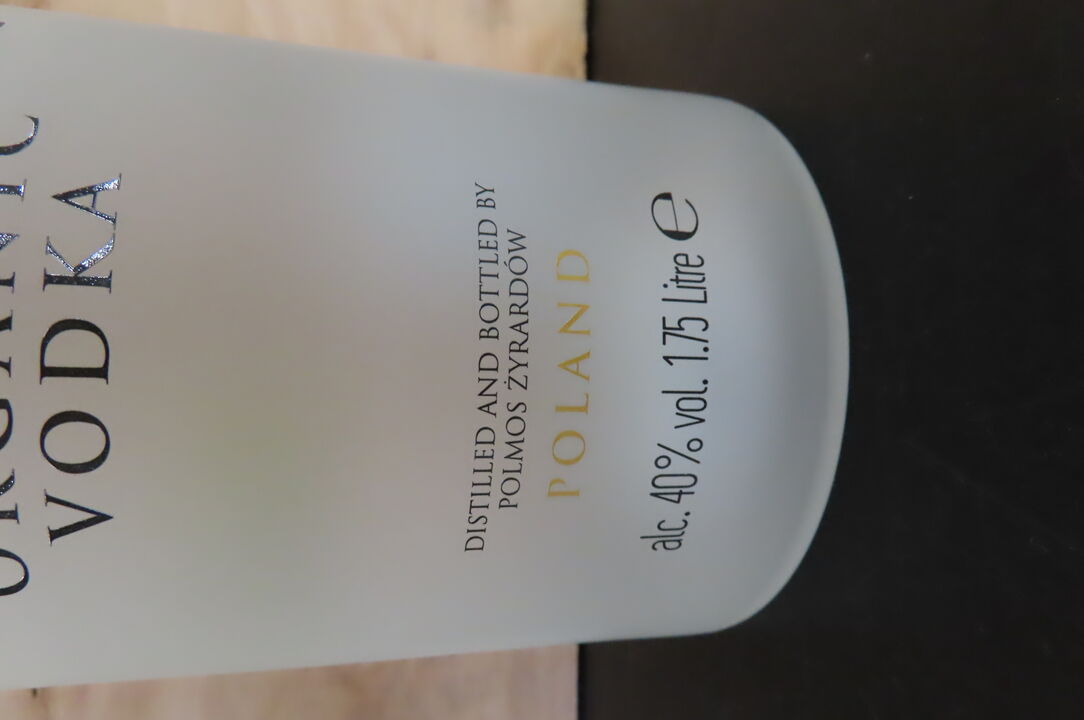 VODKA
DISTILLED AND BOTTLED BY
POLMOS ŻYRARDÓW
POLAND
alc. 40% vol. 1.75 Litre ℮